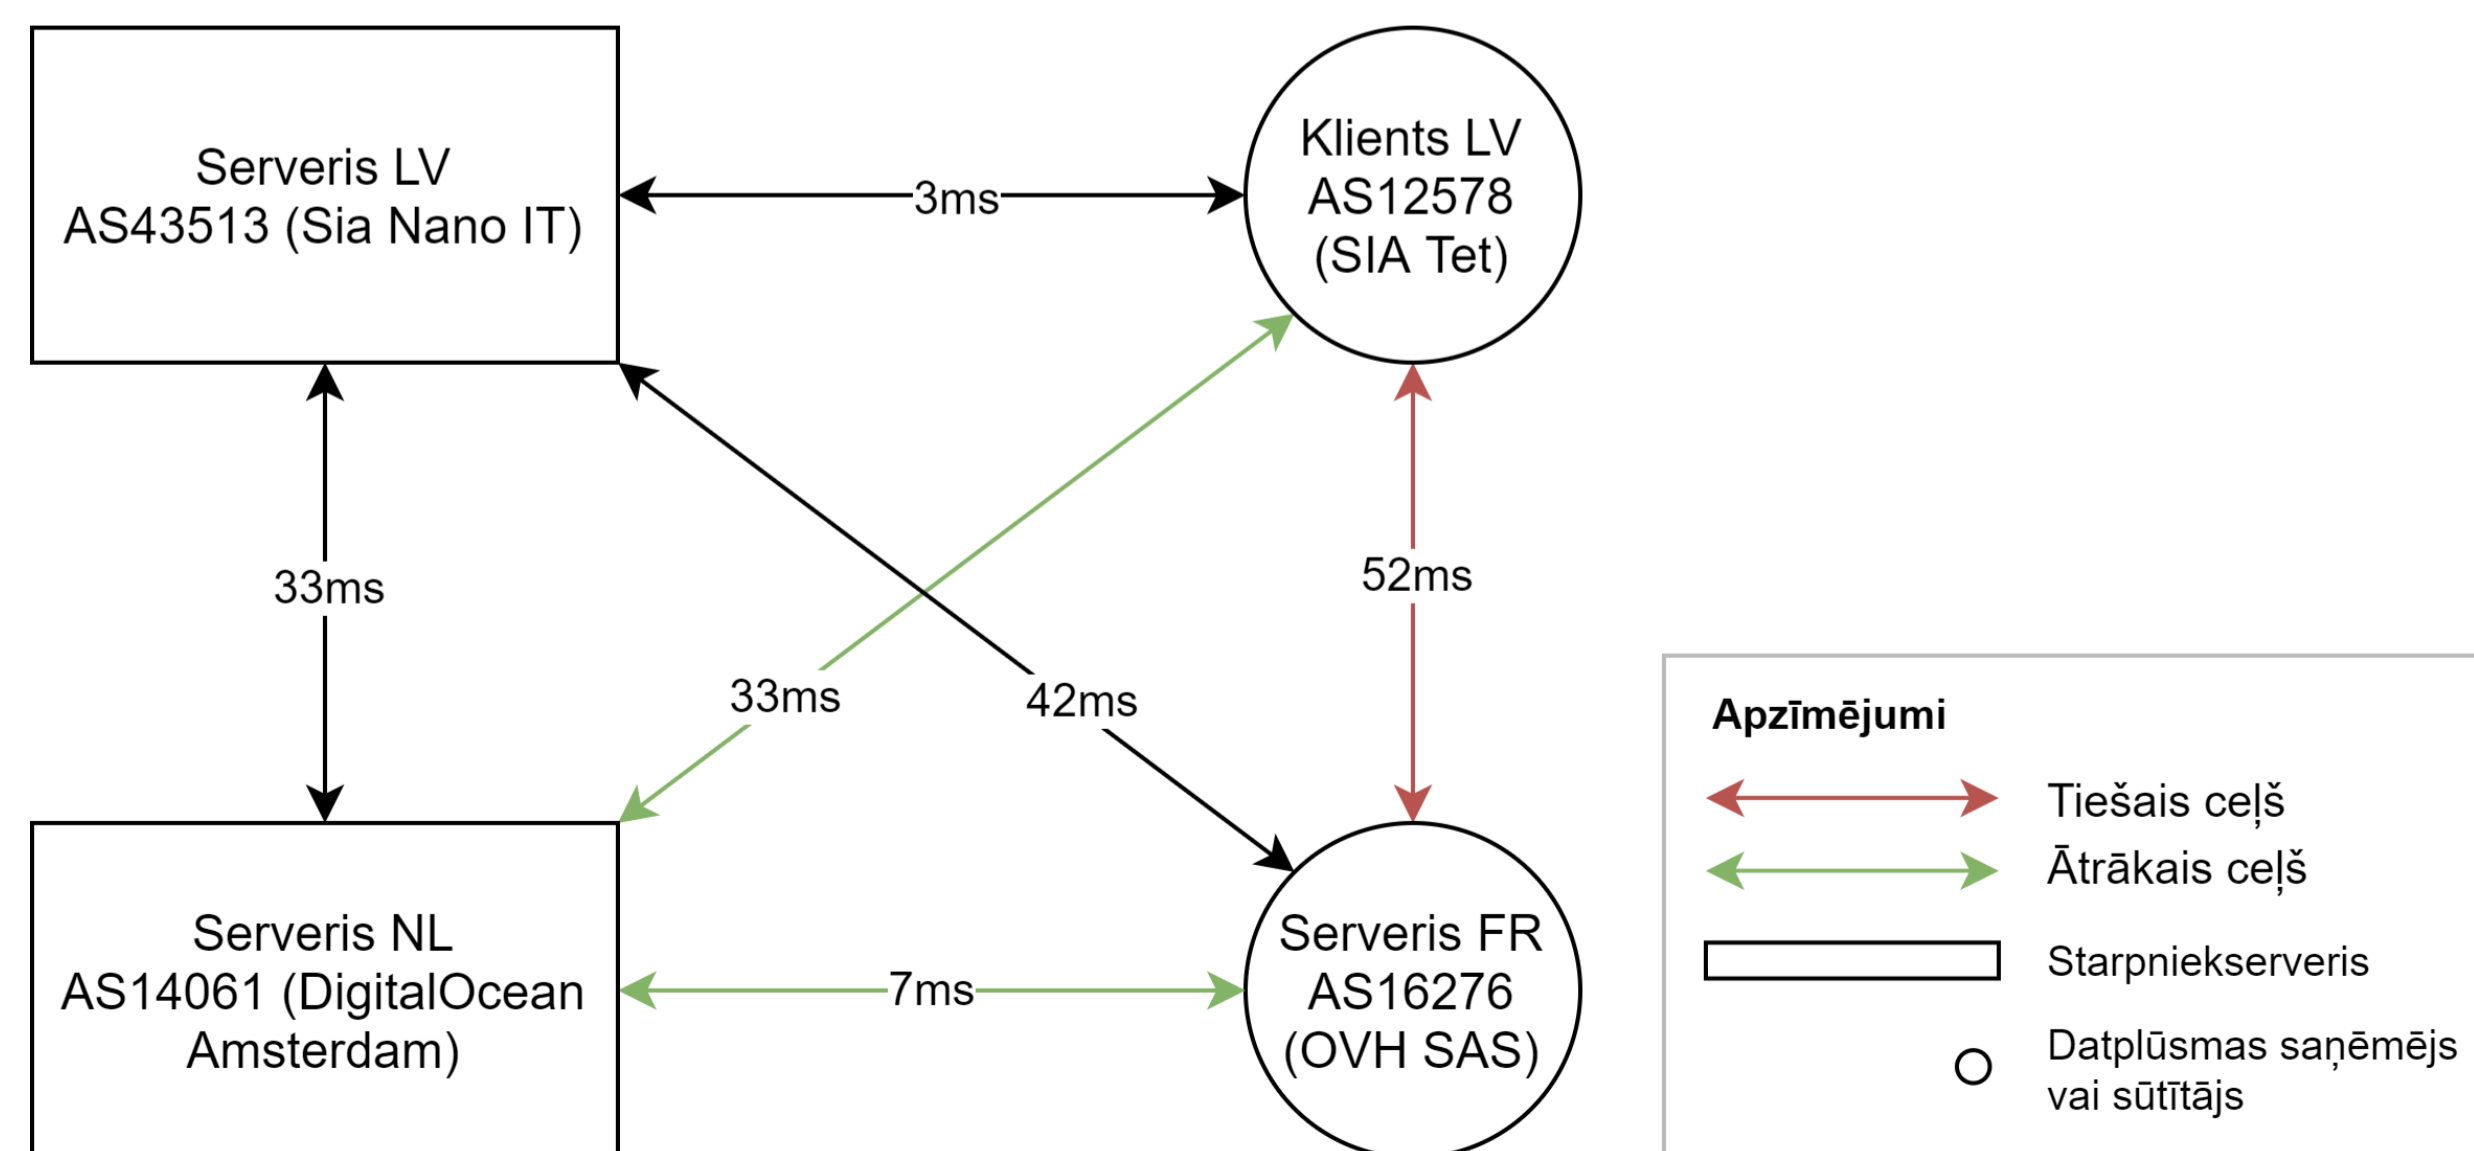 Serveris LV
AS43513 (Sia Nano IT)
3ms
Klients LV
AS12578
(SIA Tet)
33ms
33ms
42ms
52ms
Serveris NL
AS14061 (DigitalOcean
Amsterdam)
7ms
Serveris FR
AS16276
(OVH SAS)
Apzīmējumi
Tiešais ceļš
Ātrākais ceļš
Starpniekserveris
Datplūsmas saņēmējs
vai sūtītājs